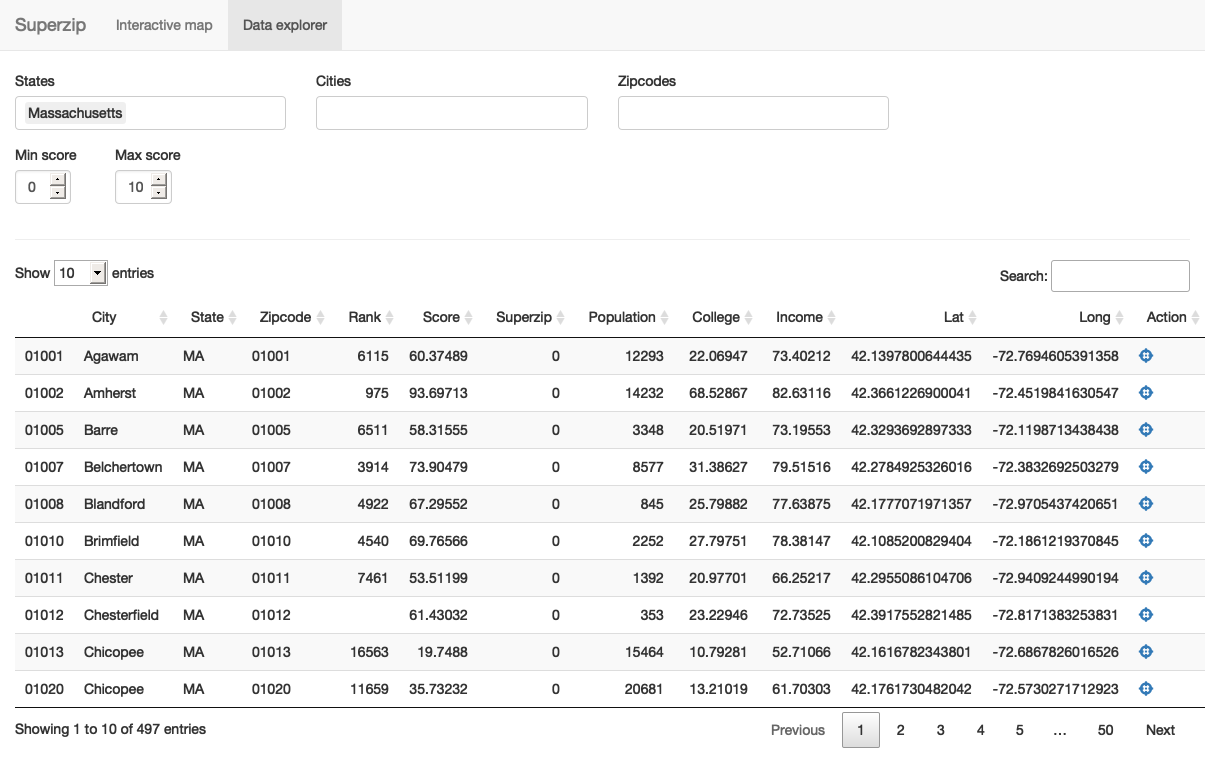 Superzip Interactive map Data explorer
States Cities Zipcodes
Massachusetts
Min score Max score
0 10
Show 10 entries Search:
City State Zipcode Rank Score Superzip Population College Income Lat Long Action
01001 Agawam MA 01001 6115 60.37489 0 12293 22.06947 73.40212 42.1397800644435 -72.7694605391358
01002 Amherst MA 01002 975 93.69713 0 14232 68.52867 82.63116 42.3661226900041 -72.4519841630547
01005 Barre MA 01005 6511 58.31555 0 3348 20.51971 73.19553 42.3293692897333 -72.1198713438438
01007 Belchertown MA 01007 3914 73.90479 0 8577 31.38627 79.51516 42.2784925326016 -72.3832692503279
01008 Blandford MA 01008 4922 67.29552 0 845 25.79882 77.63875 42.1777071971357 -72.9705437420651
01010 Brimfield MA 01010 4540 69.76566 0 2252 27.79751 78.38147 42.1085200829404 -72.1861219370845
01011 Chester MA 01011 7461 53.51199 0 1392 20.97701 66.25217 42.2955086104706 -72.9409244990194
01012 Chesterfield MA 01012 61.43032 0 353 23.22946 72.73525 42.3917552821485 -72.8171383253831
01013 Chicopee MA 01013 16563 19.7488 0 15464 10.79281 52.71066 42.1616782343801 -72.6867826016526
01020 Chicopee MA 01020 11659 35.73232 0 20681 13.21019 61.70303 42.1761730482042 -72.5730271712923
Showing 1 to 10 of 497 entries Previous 1 2 3 4 5 … 50 Next